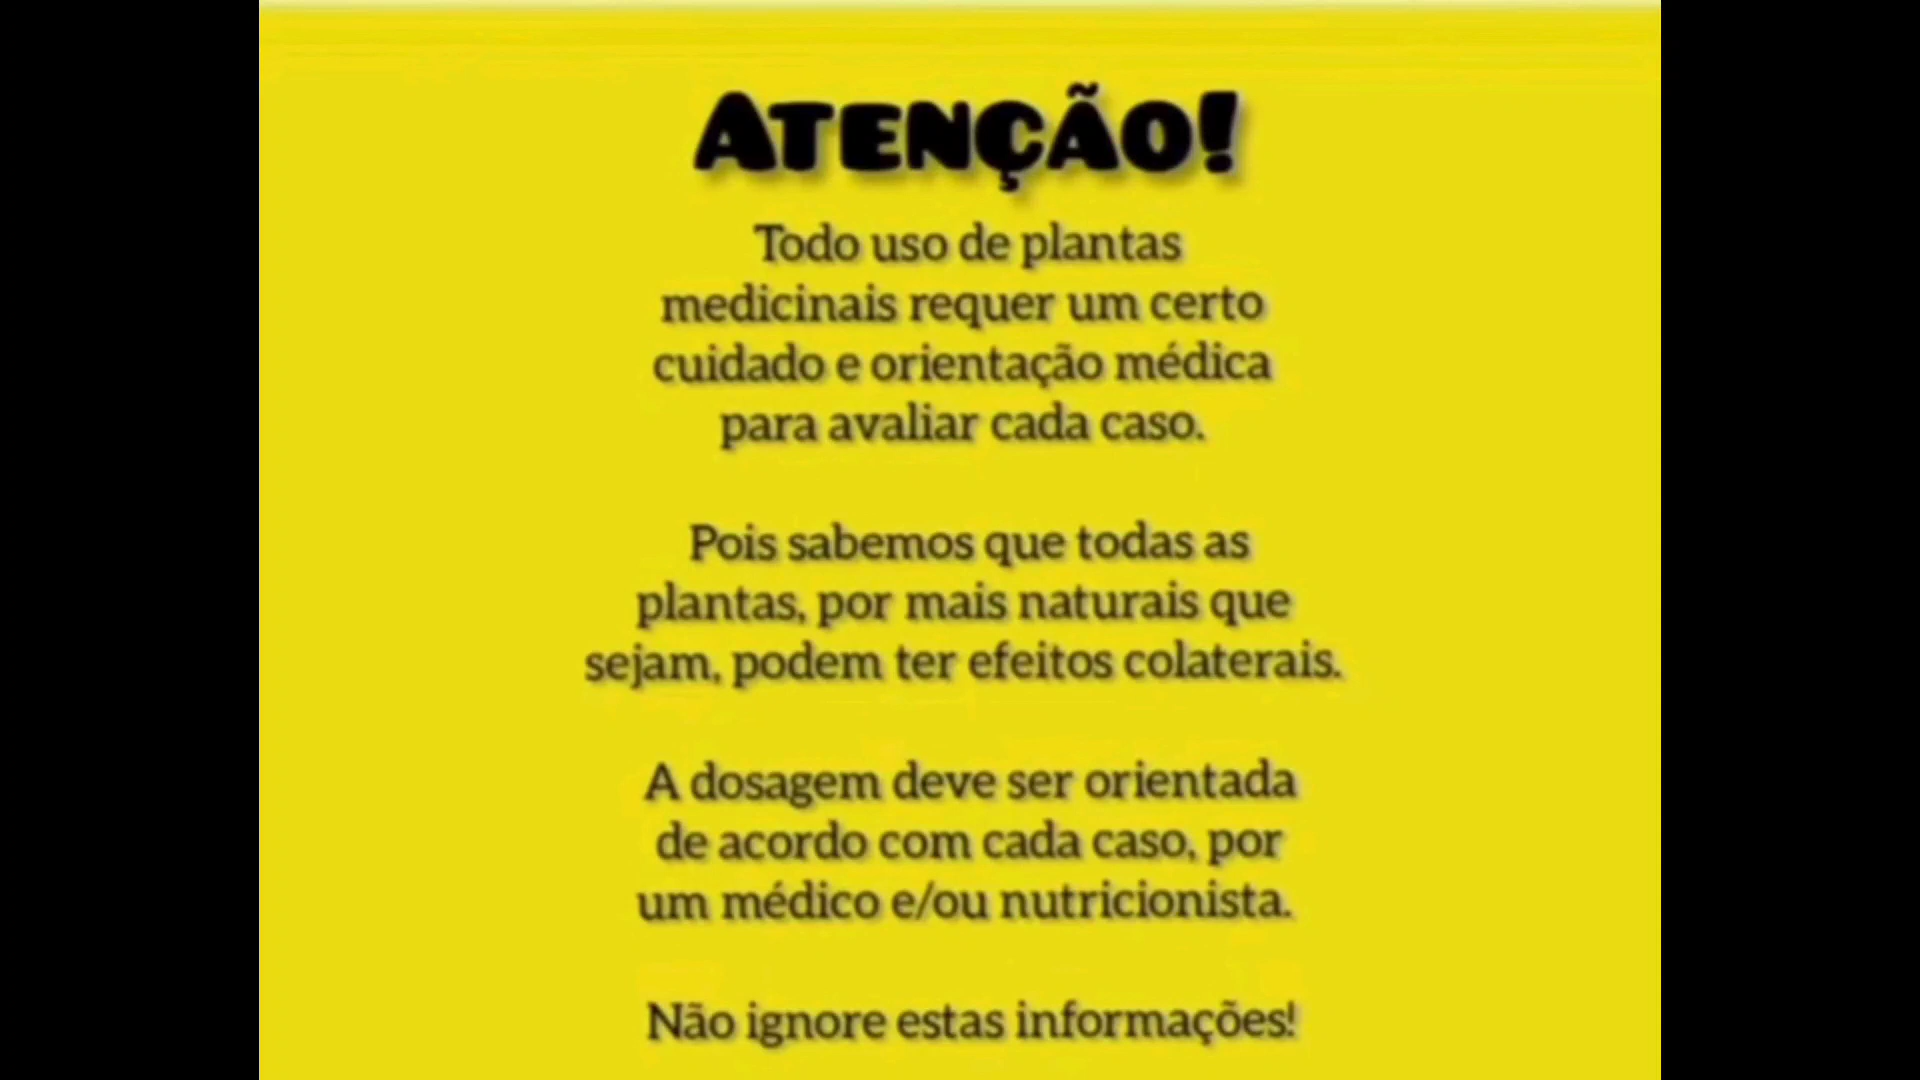 ATENÇÃO!
Todo uso de plantas
medicinais requer um certo
cuidado e orientação médica
para avaliar cada caso.
Pois sabemos que todas as
plantas, por mais naturais que
sejam, podem ter efeitos colaterais.
A dosagem deve ser orientada
de acordo com cada caso, por
um médico e/ou nutricionista.
Não ignore estas informações!